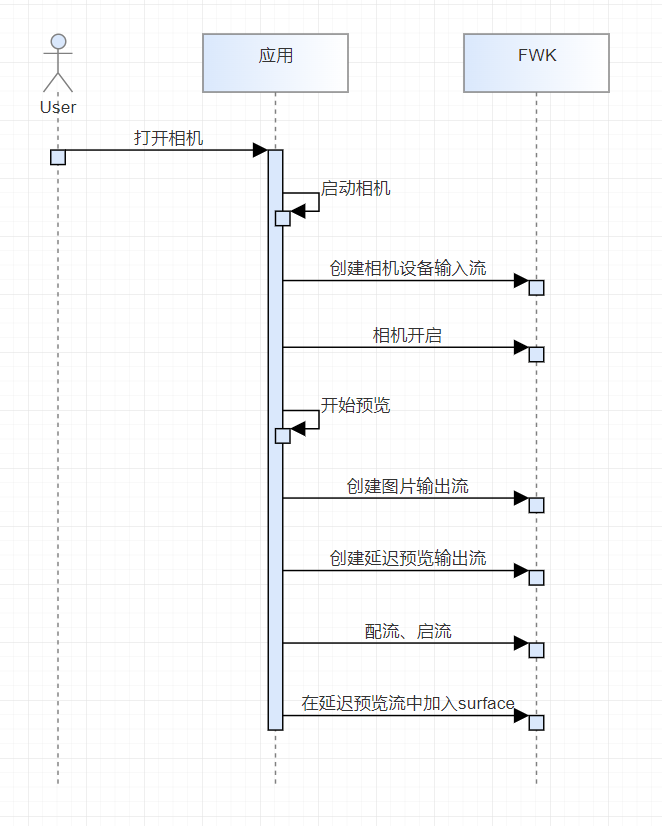 应用
FWK
User
打开相机
启动相机
创建相机设备输入流
相机开启
开始预览
创建图片输出流
创建延迟预览输出流
配流、启流
在延迟预览流中加入surface